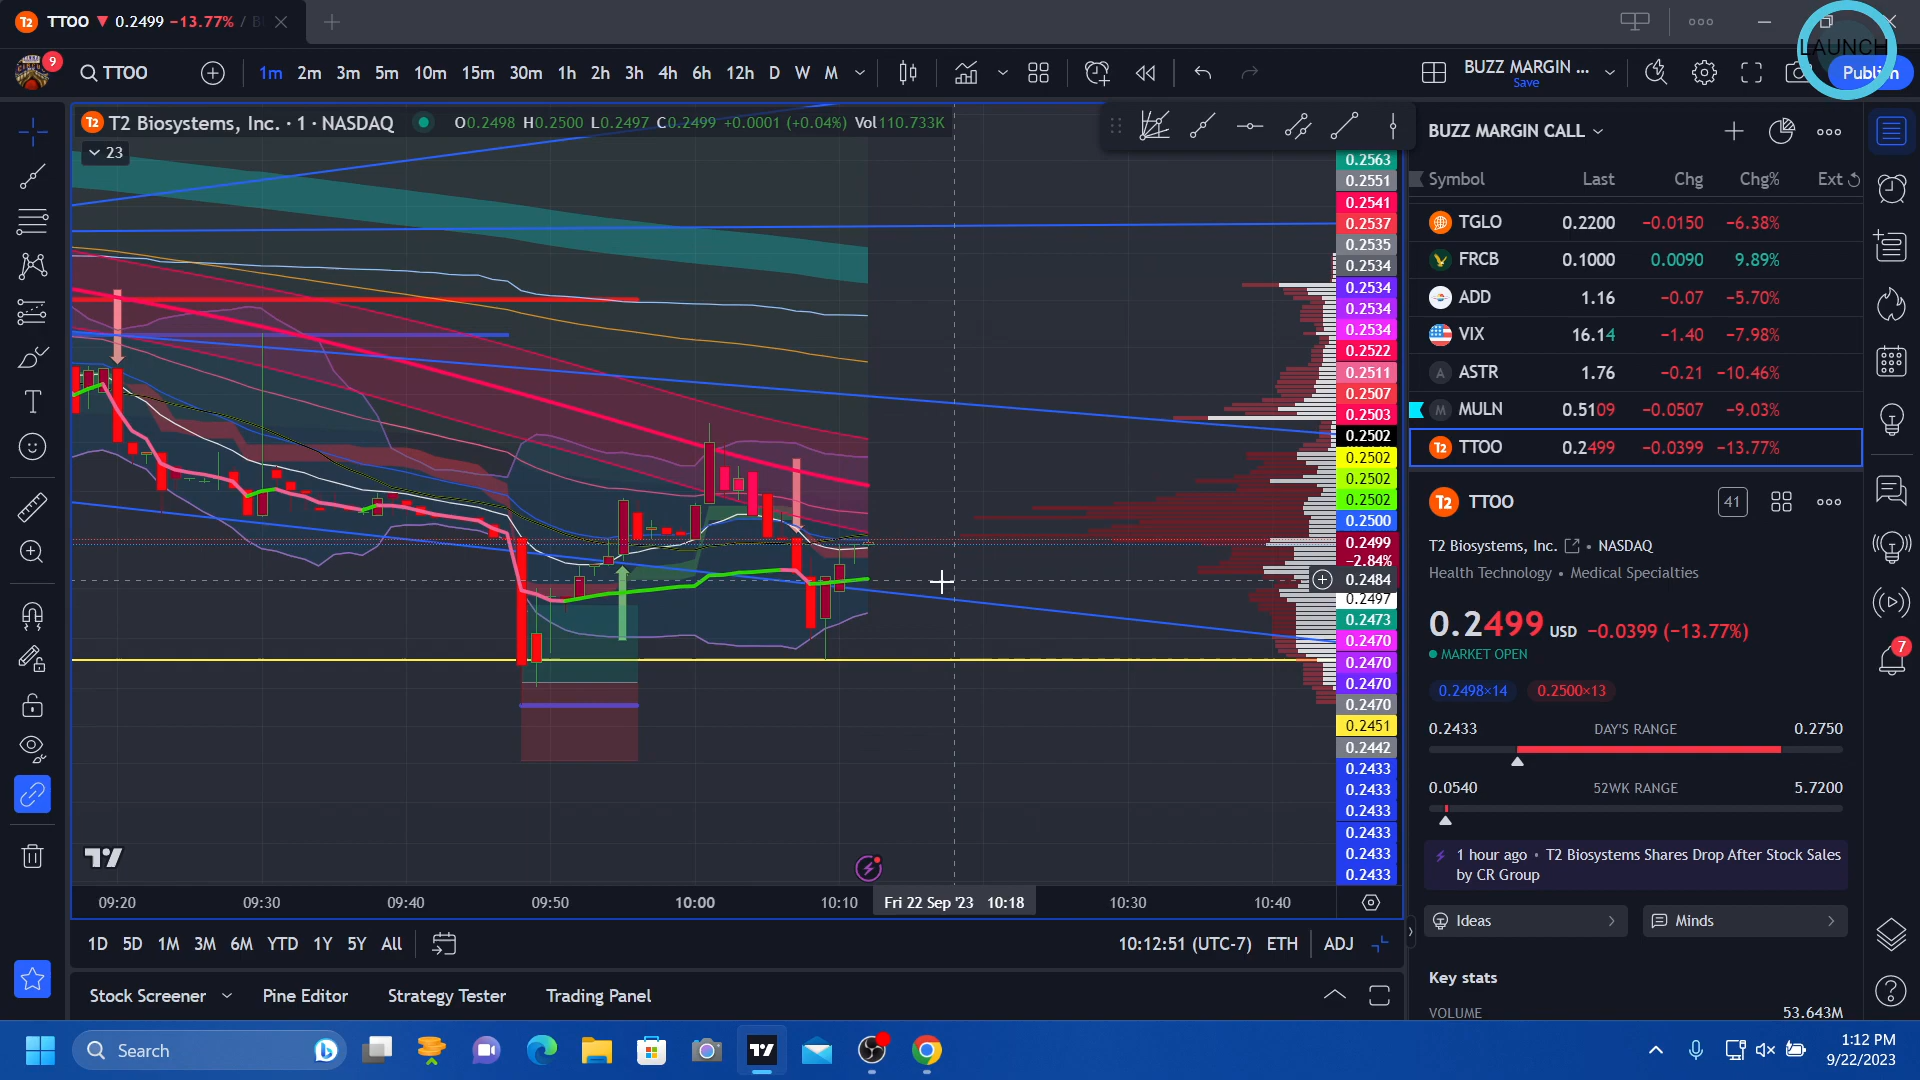 TTOO ▼ 0.2499 −13.77% /
LAUNCH
9
TTOO
1m 2m 3m 5m 10m 15m 30m 1h 2h 3h 4h 6h 12h D W M
BUZZ MARGIN ...
Save
Publish
T2 Biosystems, Inc. · 1 · NASDAQ
O0.2498 H0.2500 L0.2497 C0.2499 +0.0001 (+0.04%) Vol110.733K
23
0.2563
0.2551
0.2541
0.2537
0.2535
0.2534
0.2534
0.2534
0.2534
0.2522
0.2511
0.2507
0.2503
0.2502
0.2502
0.2502
0.2502
0.2500
0.2499
−2.84%
0.2484
0.2497
0.2473
0.2470
0.2470
0.2470
0.2470
0.2451
0.2442
0.2433
0.2433
0.2433
0.2433
0.2433
0.2433
09:20 09:30 09:40 09:50 10:00 10:10 Fri 22 Sep '23 10:18 10:30 10:40
1D 5D 1M 3M 6M YTD 1Y 5Y All
10:12:51 (UTC-7) ETH ADJ
Stock Screener Pine Editor Strategy Tester Trading Panel
BUZZ MARGIN CALL
Symbol Last Chg Chg% Ext
TGLO 0.2200 −0.0150 −6.38%
FRCB 0.1000 0.0090 9.89%
ADD 1.16 −0.07 −5.70%
VIX 16.14 −1.40 −7.98%
A ASTR 1.76 −0.21 −10.46%
M MULN 0.5109 −0.0507 −9.03%
T2 TTOO 0.2499 −0.0399 −13.77%
T2 TTOO
41
T2 Biosystems, Inc. • NASDAQ
Health Technology • Medical Specialties
0.2499 USD −0.0399 (−13.77%)
MARKET OPEN
0.2498×14 0.2500×13
0.2433 DAY'S RANGE 0.2750
0.0540 52WK RANGE 5.7200
1 hour ago • T2 Biosystems Shares Drop After Stock Sales
by CR Group
Ideas Minds
Key stats
VOLUME 53.643M
7
Search
1:12 PM
9/22/2023